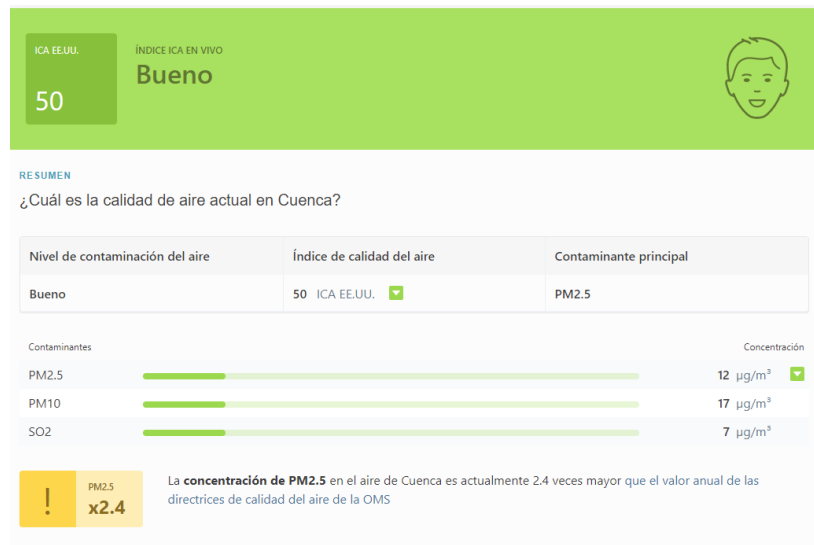 ICA EE.UU.
50
ÍNDICE ICA EN VIVO
Bueno
RESUMEN
¿Cuál es la calidad de aire actual en Cuenca?
Nivel de contaminación del aire Índice de calidad del aire Contaminante principal
Bueno 50 ICA EE.UU. PM2.5
Contaminantes Concentración
PM2.5 12 µg/m³
PM10 17 µg/m³
SO2 7 µg/m³
!
PM2.5
x2.4
La concentración de PM2.5 en el aire de Cuenca es actualmente 2.4 veces mayor que el valor anual de las
directrices de calidad del aire de la OMS